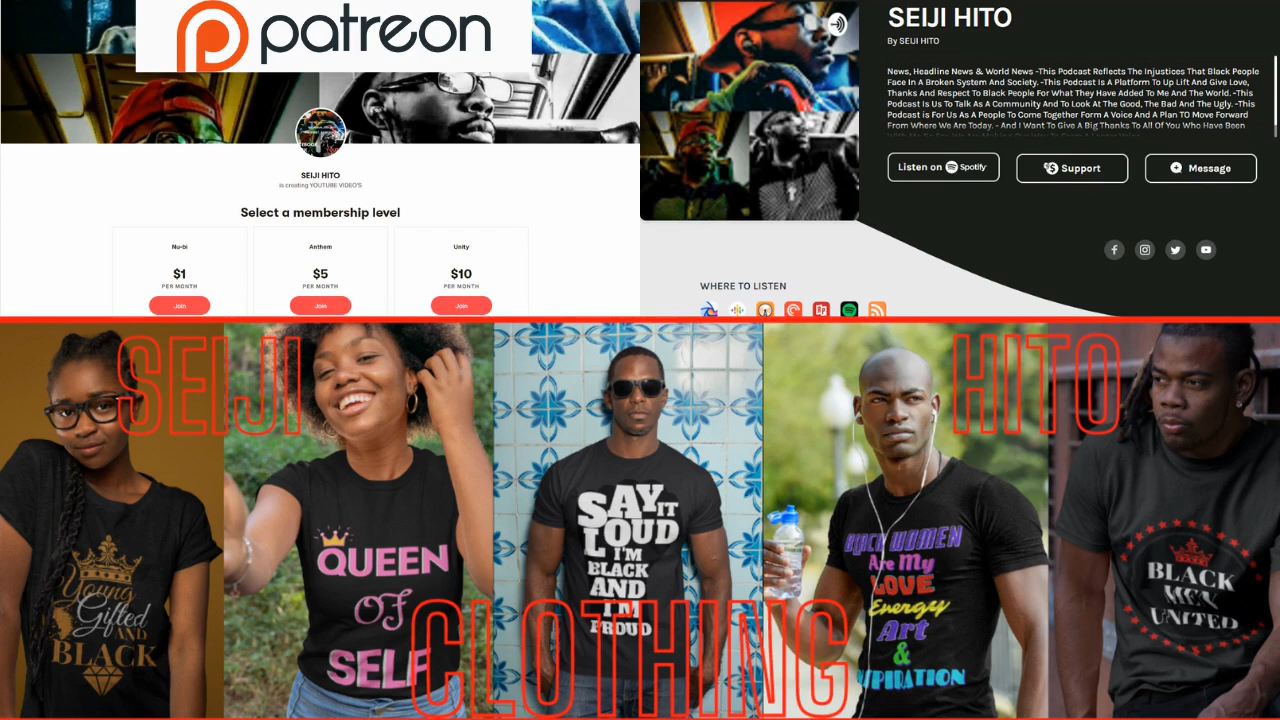 patreon
SEIJI HITO
is creating YOUTUBE VIDEO'S
Select a membership level
Nu-bi
$1
PER MONTH
Join
Anthem
$5
PER MONTH
Join
Unity
$10
PER MONTH
Join
SEIJI HITO
By SEIJI HITO
News, Headline News & World News -This Podcast Reflects The Injustices That Black People
Face In A Broken System And Society. -This Podcast Is A Platform To Up Lift And Give Love,
Thanks And Respect To Black People For What They Have Added To Me And The World. -This
Podcast Is Us To Talk As A Community And To Look At The Good, The Bad And The Ugly. -This
Podcast is For Us As A People To Come Together Form A Voice And A Plan TO Move Forward
From Where We Are Today. - And I Want To Give A Big Thanks To All Of You Who Have Been
Listen on Spotify
Support
Message
WHERE TO LISTEN
SEIJI HITO
CLOTHING
Young
Gifted
AND
BLACK
QUEEN
OF
SELF
SAY IT
LOUD
I'M
BLACK
AND
I'M
PROUD
BLACK WOMEN
Are My
LOVE
Energy
Art
&
INSPIRATION
BLACK
MEN
UNITED